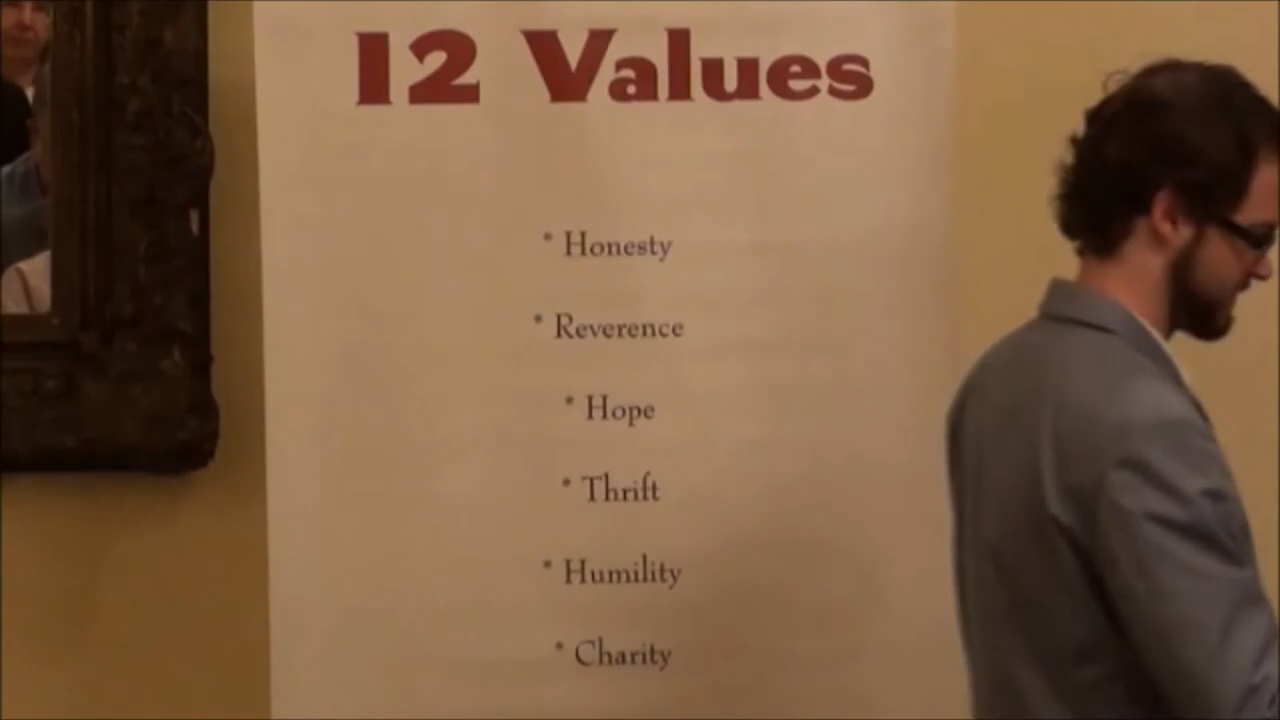 12 Values
* Honesty
* Reverence
* Hope
* Thrift
* Humility
* Charity